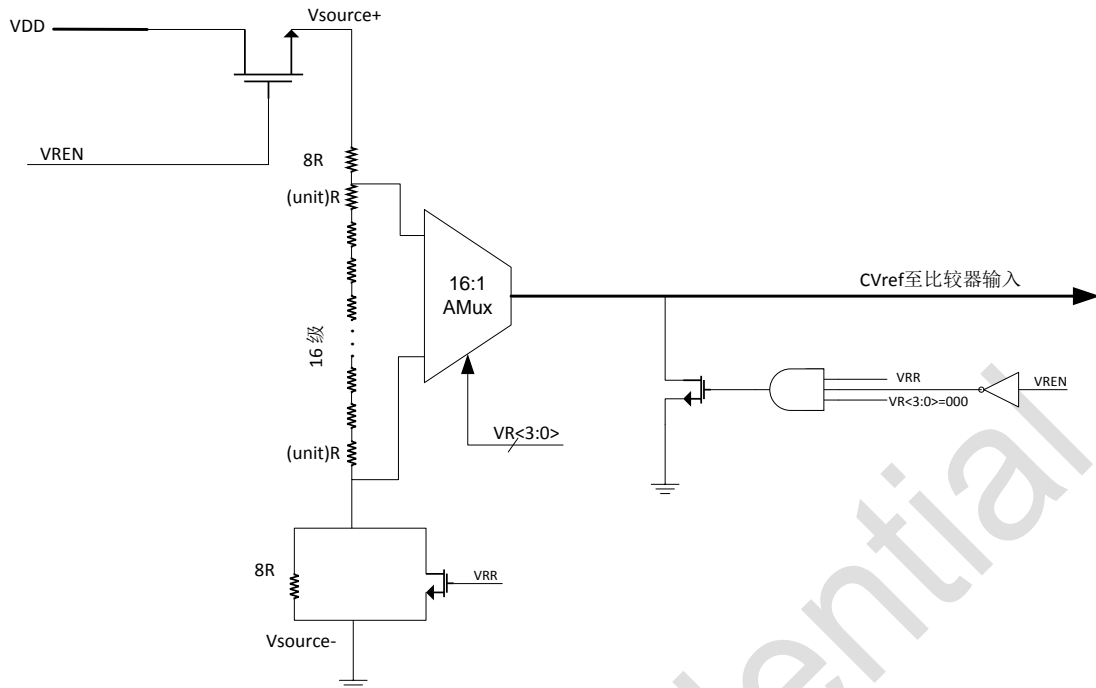 Vsource+
VDD
VREN
8R
(unit)R
16:1
AMux
CVref至比较器输入
16 级
VRR
VREN
VR<3:0>=000
VR<3:0>
(unit)R
8R
VRR
Vsource-